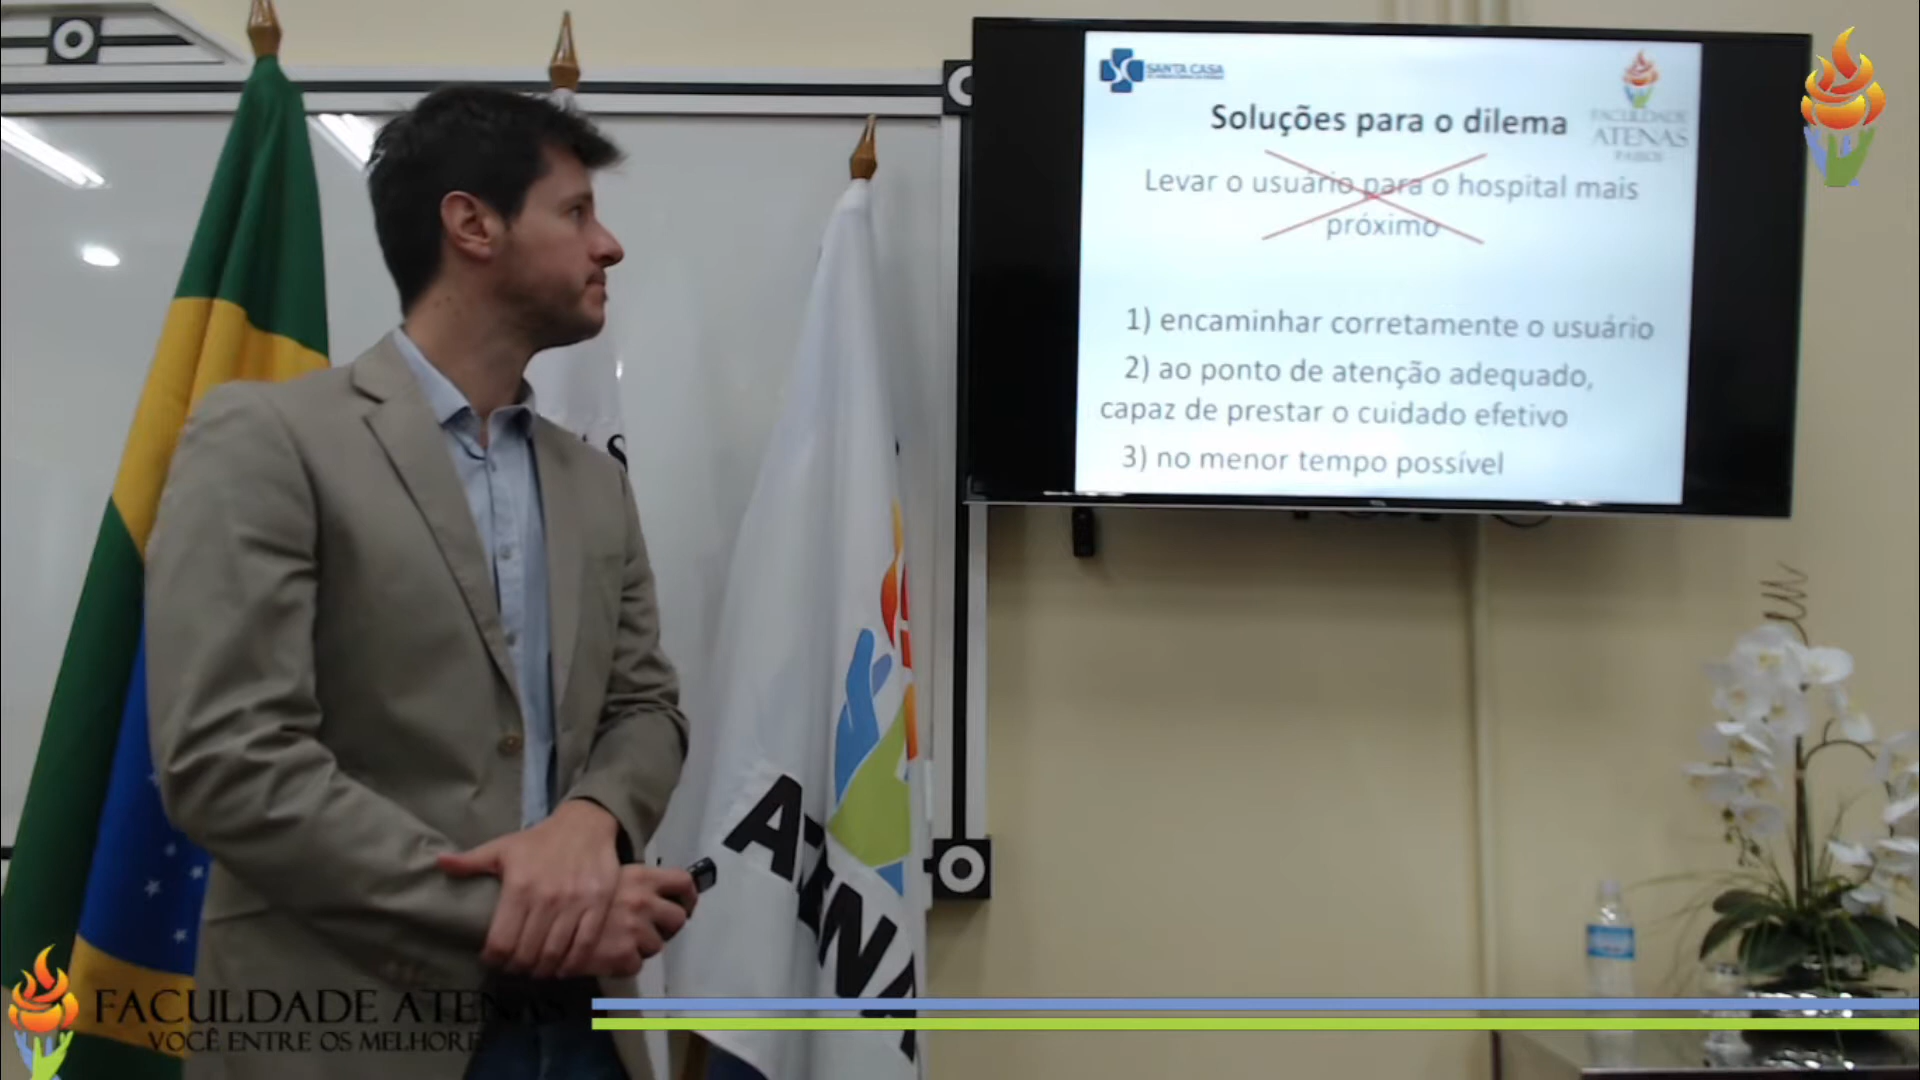 SANTA CASA
FACULDADE
ATENAS
Soluções para o dilema
Levar o usuário para o hospital mais
próximo
1) encaminhar corretamente o usuário
2) ao ponto de atenção adequado,
capaz de prestar o cuidado efetivo
3) no menor tempo possível
FACULDADE ATENAS
VOCÊ ENTRE OS MELHORE